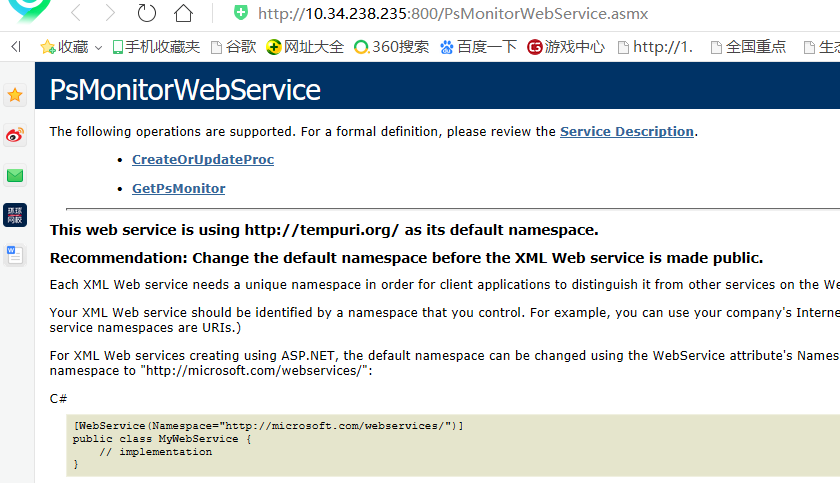 http://10.34.238.235:800/PsMonitorWebService.asmx
收藏 手机收藏夹 谷歌 网址大全 360搜索 百度一下 游戏中心 http://1. 全国重点 生态
PsMonitorWebService
The following operations are supported. For a formal definition, please review the Service Description.
• CreateOrUpdateProc
• GetPsMonitor
This web service is using http://tempuri.org/ as its default namespace.
Recommendation: Change the default namespace before the XML Web service is made public.
Each XML Web service needs a unique namespace in order for client applications to distinguish it from other services on the We
Your XML Web service should be identified by a namespace that you control. For example, you can use your company's Interne
service namespaces are URIs.)
For XML Web services creating using ASP.NET, the default namespace can be changed using the WebService attribute's Names
namespace to "http://microsoft.com/webservices/":
C#
[WebService(Namespace="http://microsoft.com/webservices/")]
public class MyWebService {
// implementation
}